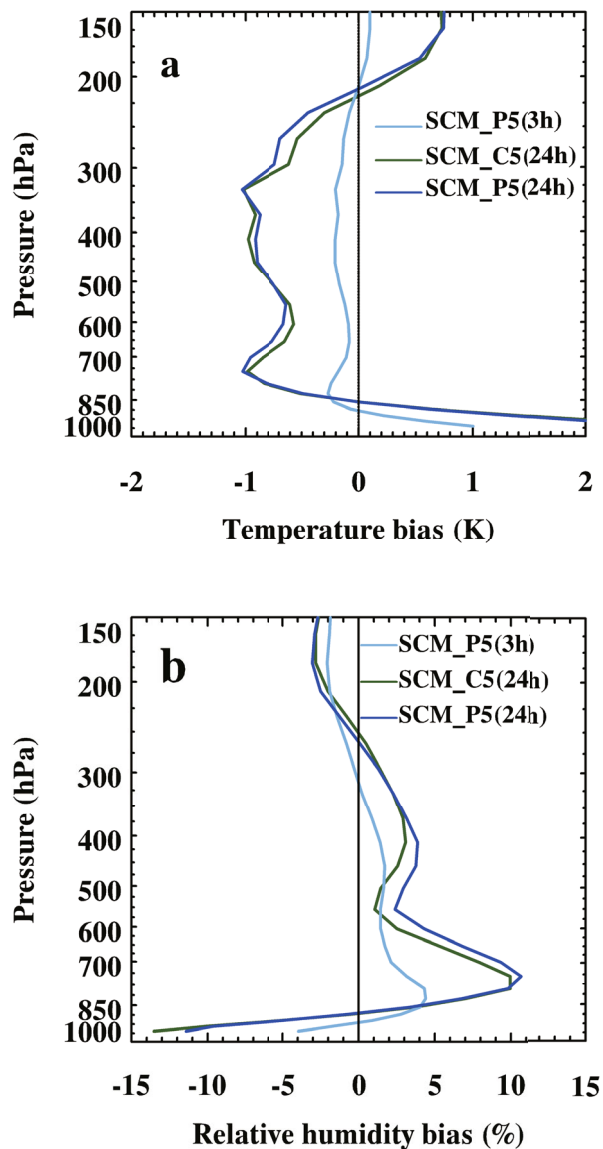 a
150
200
300
400
500
600
700
850
1000
Pressure (hPa)
SCM_P5(3h)
SCM_C5(24h)
SCM_P5(24h)
-2 -1 0 1 2
Temperature bias (K)
b
150
200
300
400
500
600
700
850
1000
Pressure (hPa)
SCM_P5(3h)
SCM_C5(24h)
SCM_P5(24h)
-15 -10 -5 0 5 10 15
Relative humidity bias (%)